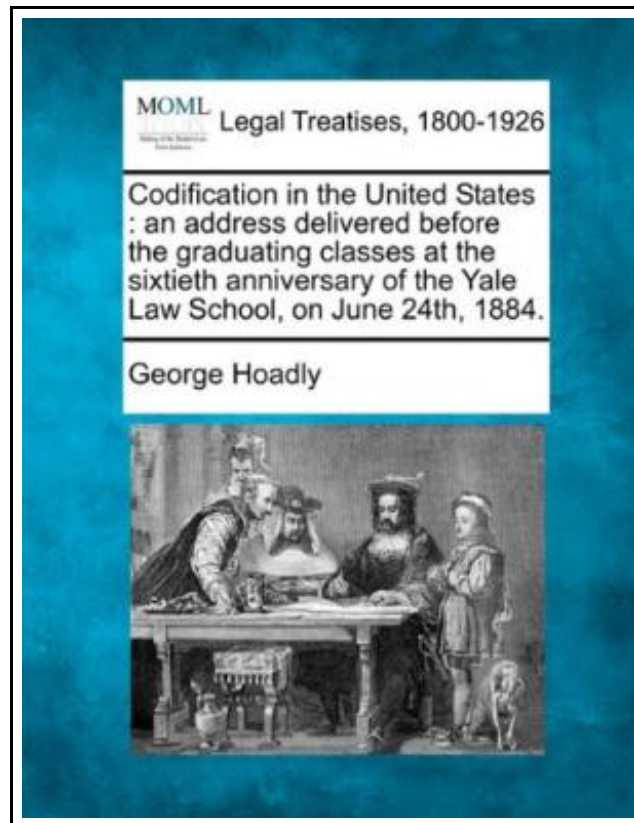 MOML
Legal Treatises, 1800-1926
Codification in the United States
: an address delivered before
the graduating classes at the
sixtieth anniversary of the Yale
Law School, on June 24th, 1884.
George Hoadly